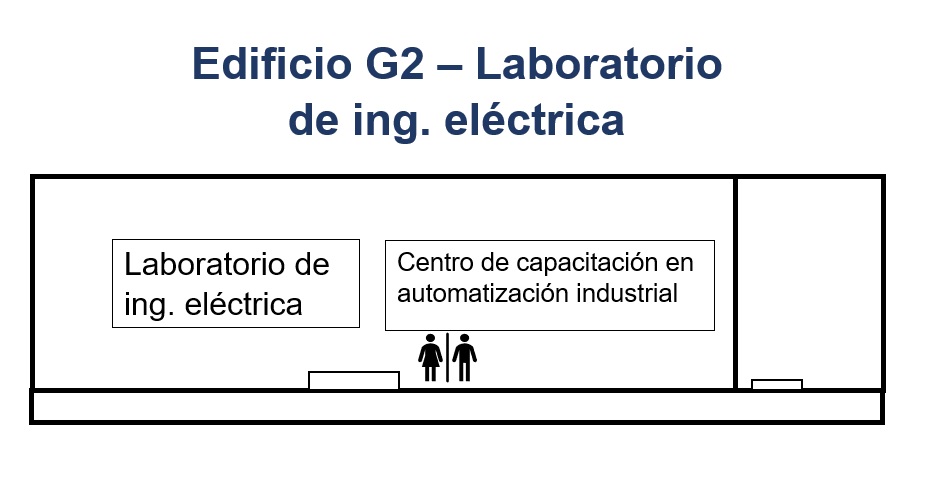 Edificio G2 – Laboratorio
de ing. eléctrica
Laboratorio de
ing. eléctrica
Centro de capacitación en
automatización industrial